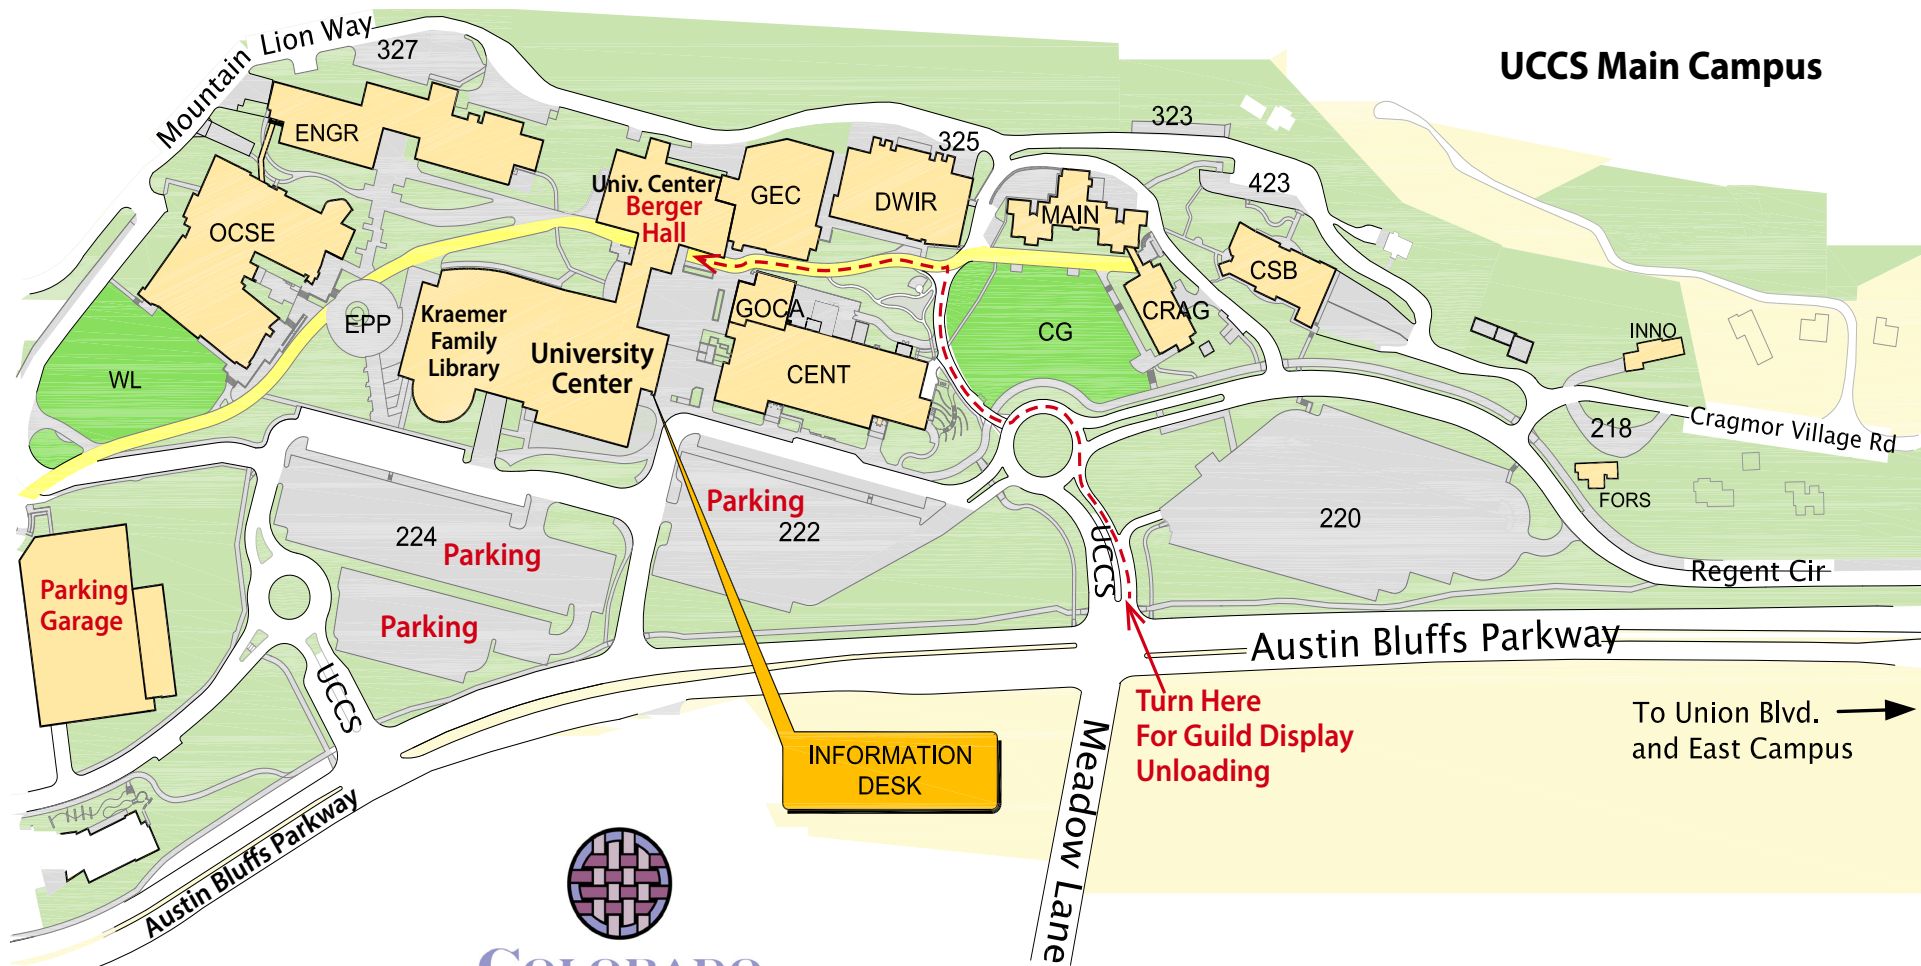 UCCS Main Campus
Mountain Lion Way
327
ENGR
323
325
423
Univ. Center
Berger
Hall
GEC
DWIR
MAIN
OCSE
CSB
GOCA
CRAG
EPP
Kraemer
Family
Library
University
Center
CG
INNO
WL
CENT
Cragmor Village Rd
218
FORS
Parking
222
224
Parking
220
UCCS
Regent Cir
Parking
Garage
Parking
Austin Bluffs Parkway
UCCS
Turn Here
For Guild Display
Unloading
To Union Blvd.
and East Campus
INFORMATION
DESK
Meadow Lane
Austin Bluffs Parkway
COLORADO